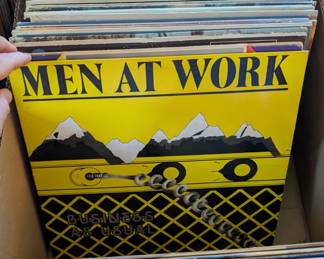 MEN AT WORK
BUSINESS
AS USUAL